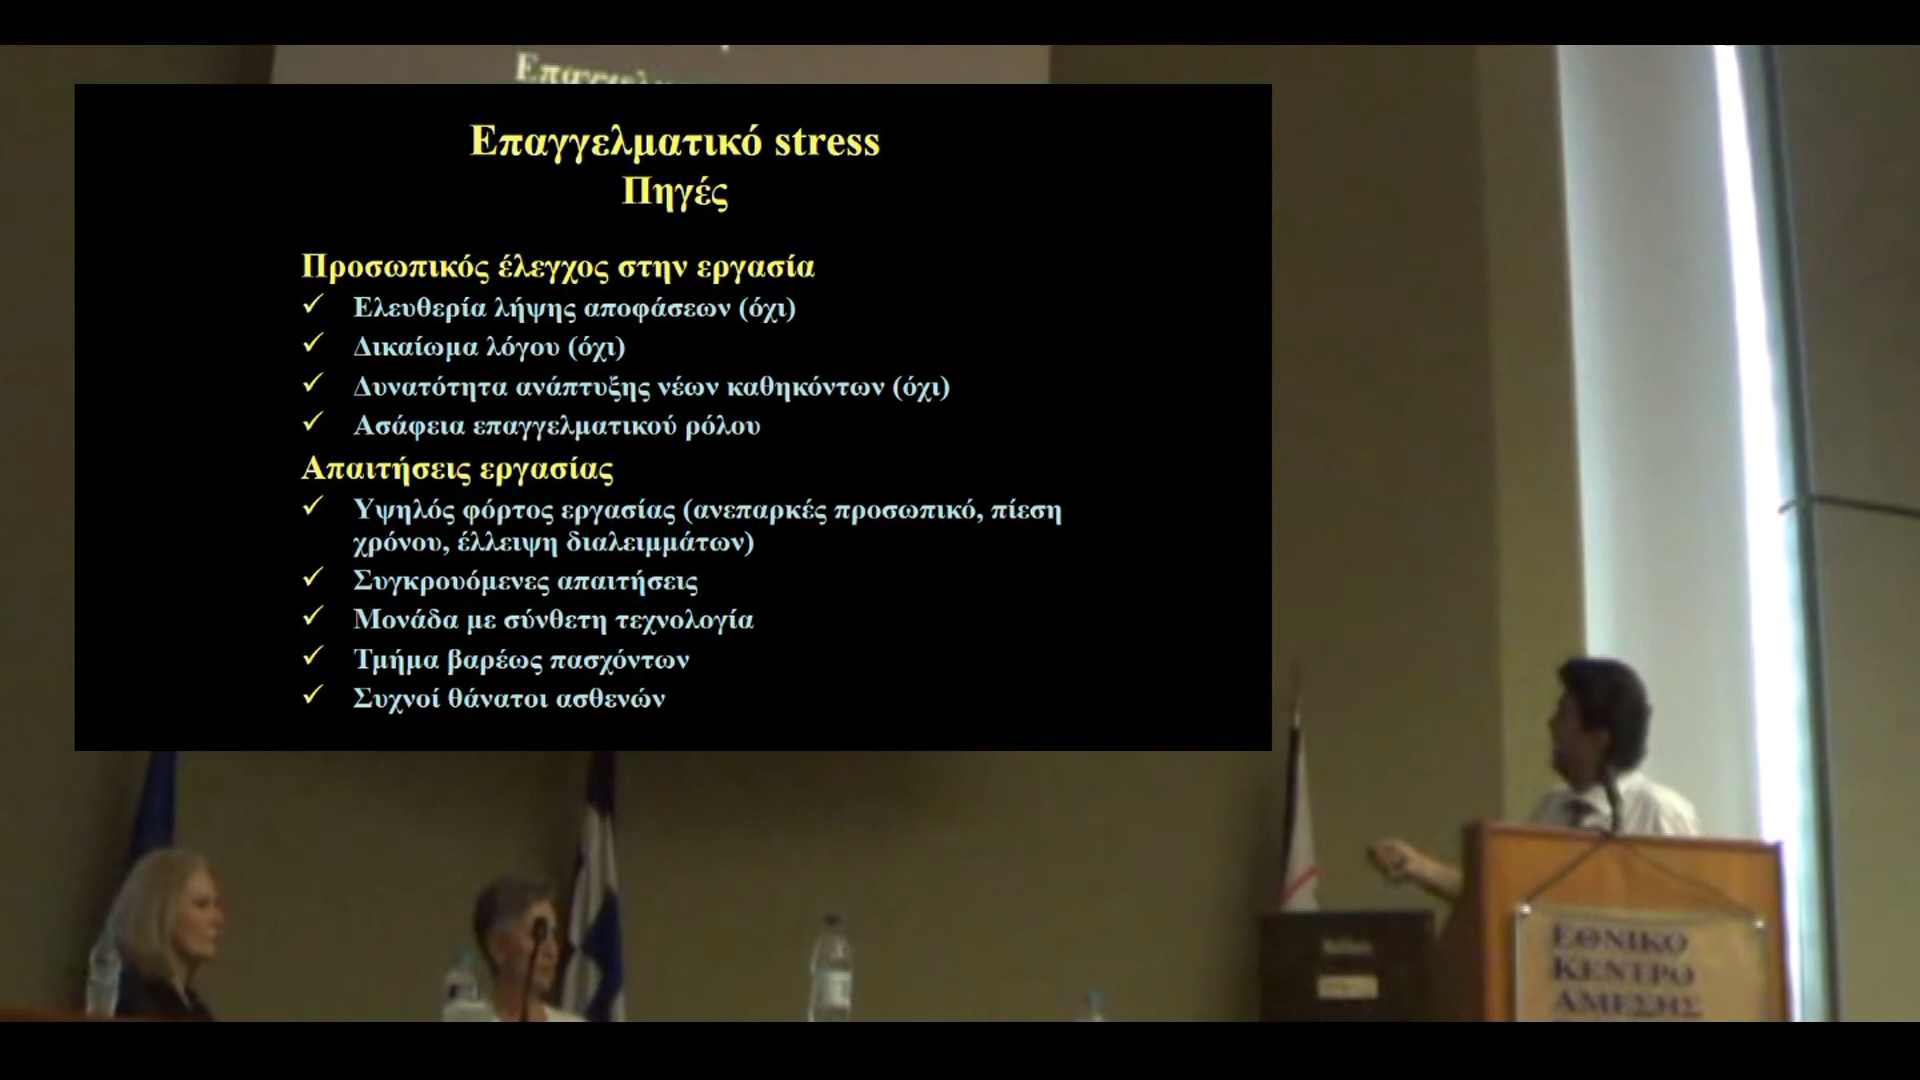 Επαγγελματικό stress
Πηγές
Προσωπικός έλεγχος στην εργασία
✓ Ελευθερία λήψης αποφάσεων (όχι)
✓ Δικαίωμα λόγου (όχι)
✓ Δυνατότητα ανάπτυξης νέων καθηκόντων (όχι)
✓ Ασάφεια επαγγελματικού ρόλου
Απαιτήσεις εργασίας
✓ Υψηλός φόρτος εργασίας (ανεπαρκές προσωπικό, πίεση
χρόνου, έλλειψη διαλειμμάτων)
✓ Συγκρουόμενες απαιτήσεις
✓ Μονάδα με σύνθετη τεχνολογία
✓ Τμήμα βαρέως πασχόντων
✓ Συχνοί θάνατοι ασθενών
ΕΘΝΙΚΟ
ΚΕΝΤΡΟ
ΑΜΕΣΗΣ